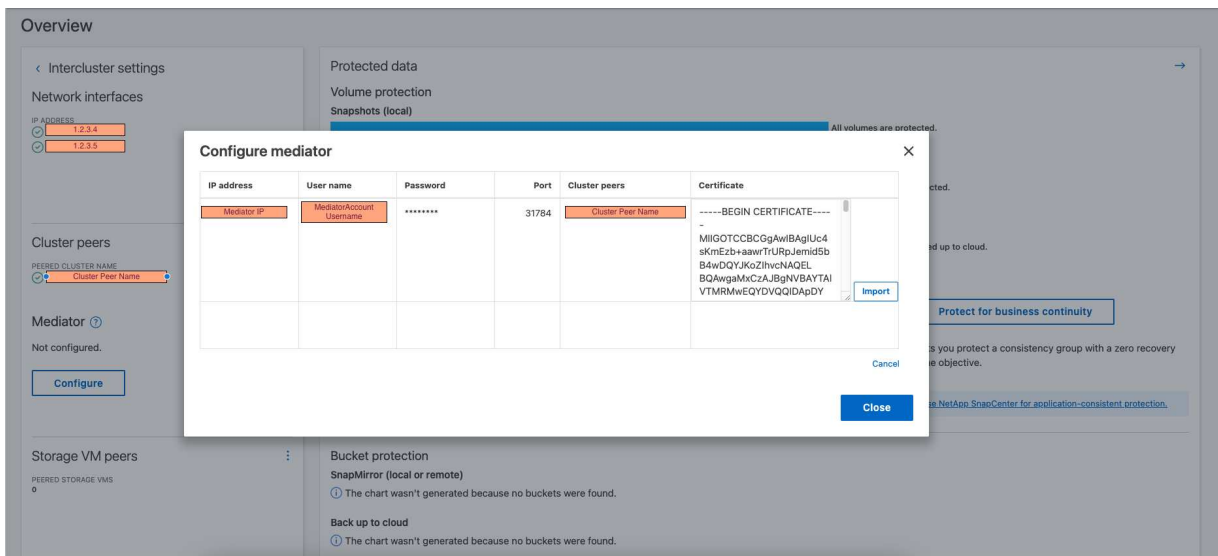 Overview
Intercluster settings
Network interfaces
IP ADDRESS
1.2.3.4
1.2.3.5
Cluster peers
PEERED CLUSTER NAME
Cluster Peer Name
Mediator
Not configured.
Configure
Storage VM peers
PEERED STORAGE VMS
0
Protected data
Volume protection
Snapshots (local)
All volumes are protected.
cted.
ed up to cloud.
Protect for business continuity
s you protect a consistency group with a zero recovery
e objective.
se NetApp SnapCenter for application-consistent protection.
Configure mediator
IP address User name Password Port Cluster peers Certificate
Mediator IP
MediatorAccount
Username
********
31784
Cluster Peer Name
-----BEGIN CERTIFICATE----
-
MIIGOTCCBCGgAwIBAgIUc4
sKmEzb+aawrTrURpJemid5b
B4wDQYJKoZIhvcNAQEL
BQAwgaMxCzAJBgNVBAYTAl
VTMRMwEQYDVQQIDApDY
Import
Cancel
Close
Bucket protection
SnapMirror (local or remote)
The chart wasn't generated because no buckets were found.
Back up to cloud
The chart wasn't generated because no buckets were found.